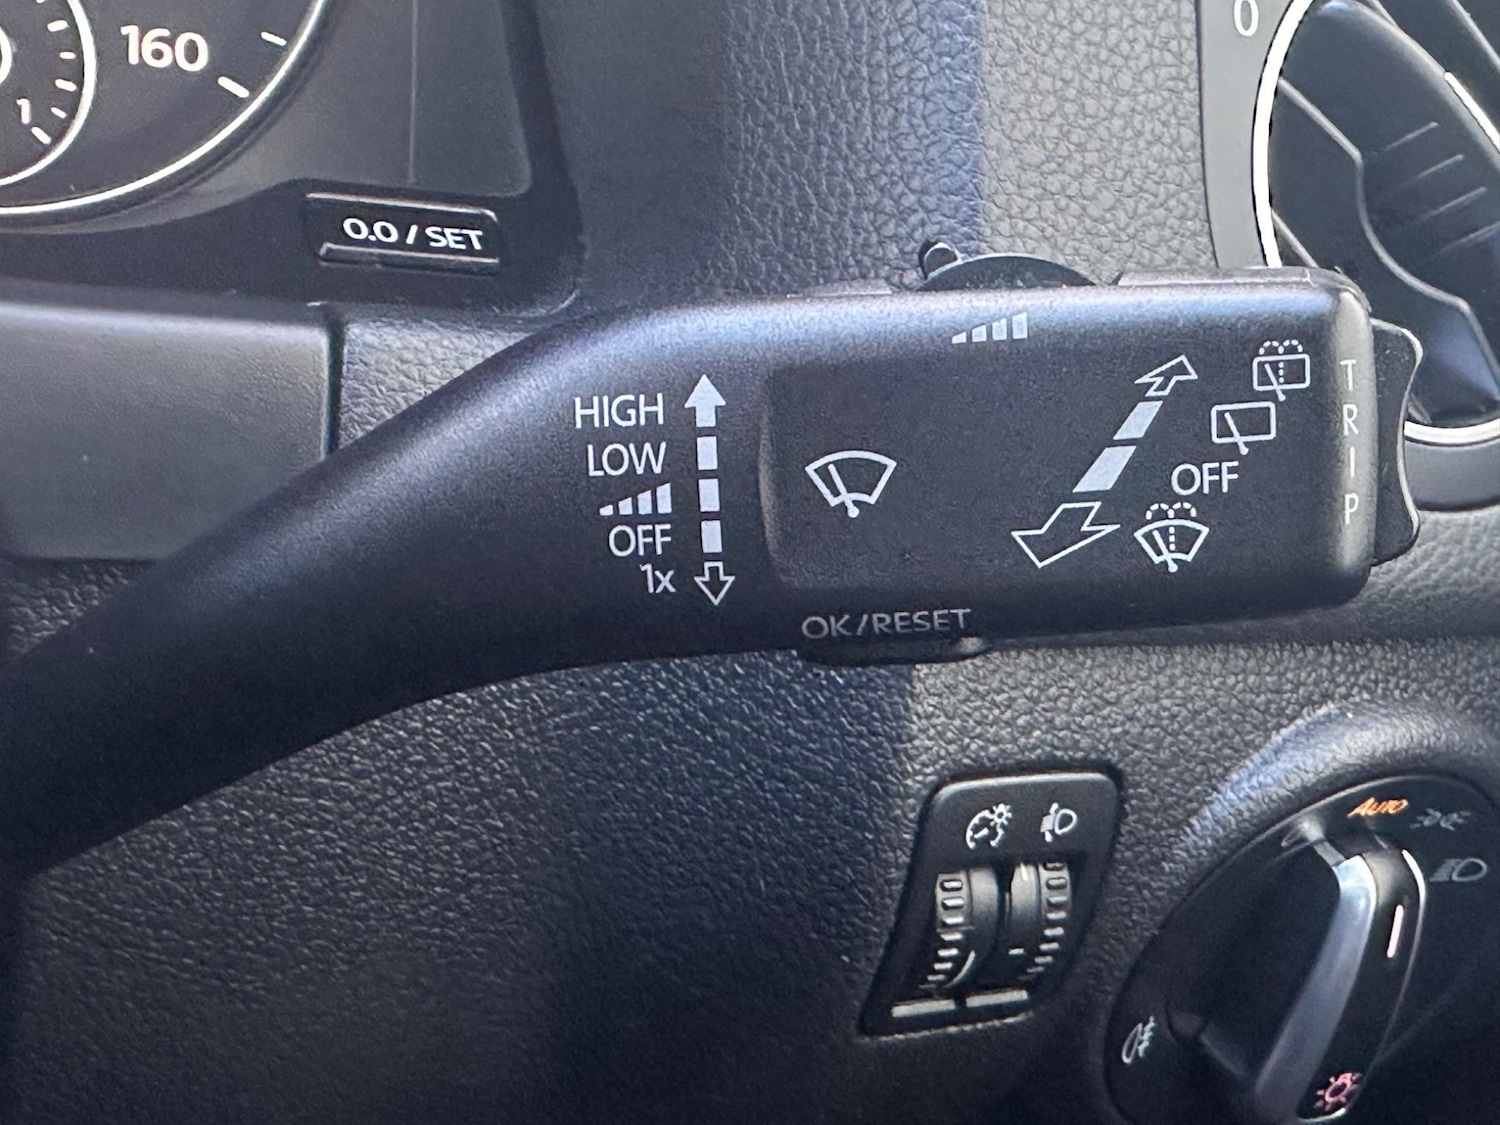 160
0
0.0 / SET
HIGH
LOW
OFF
1x
OFF
TRIP
OK/RESET
AUTO